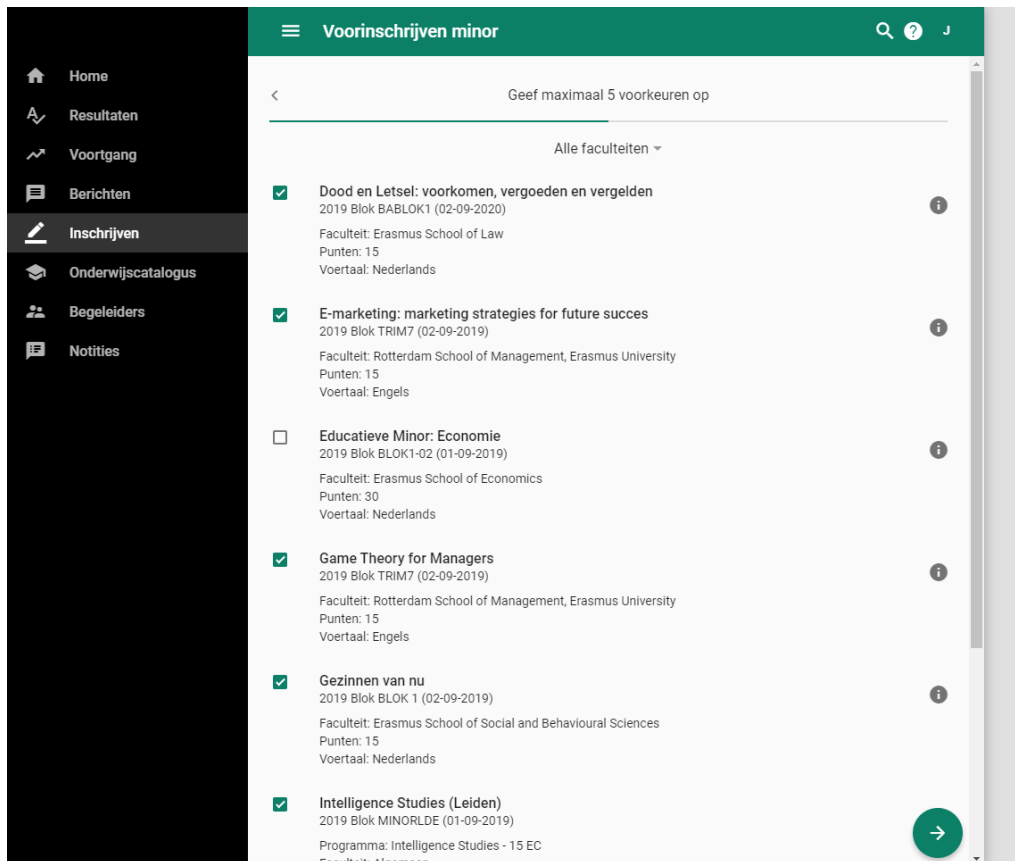 Voorinschrijven minor
J
Home
Resultaten
Voortgang
Berichten
Inschrijven
Onderwijscatalogus
Begeleiders
Notities
Geef maximaal 5 voorkeuren op
Alle faculteiten
Dood en Letsel: voorkomen, vergoeden en vergelden
2019 Blok BABLOK1 (02-09-2020)
Faculteit: Erasmus School of Law
Punten: 15
Voertaal: Nederlands
E-marketing: marketing strategies for future succes
2019 Blok TRIM7 (02-09-2019)
Faculteit: Rotterdam School of Management, Erasmus University
Punten: 15
Voertaal: Engels
Educatieve Minor: Economie
2019 Blok BLOK1-02 (01-09-2019)
Faculteit: Erasmus School of Economics
Punten: 30
Voertaal: Nederlands
Game Theory for Managers
2019 Blok TRIM7 (02-09-2019)
Faculteit: Rotterdam School of Management, Erasmus University
Punten: 15
Voertaal: Engels
Gezinnen van nu
2019 Blok BLOK 1 (02-09-2019)
Faculteit: Erasmus School of Social and Behavioural Sciences
Punten: 15
Voertaal: Nederlands
Intelligence Studies (Leiden)
2019 Blok MINORLDE (01-09-2019)
Programma: Intelligence Studies - 15 EC